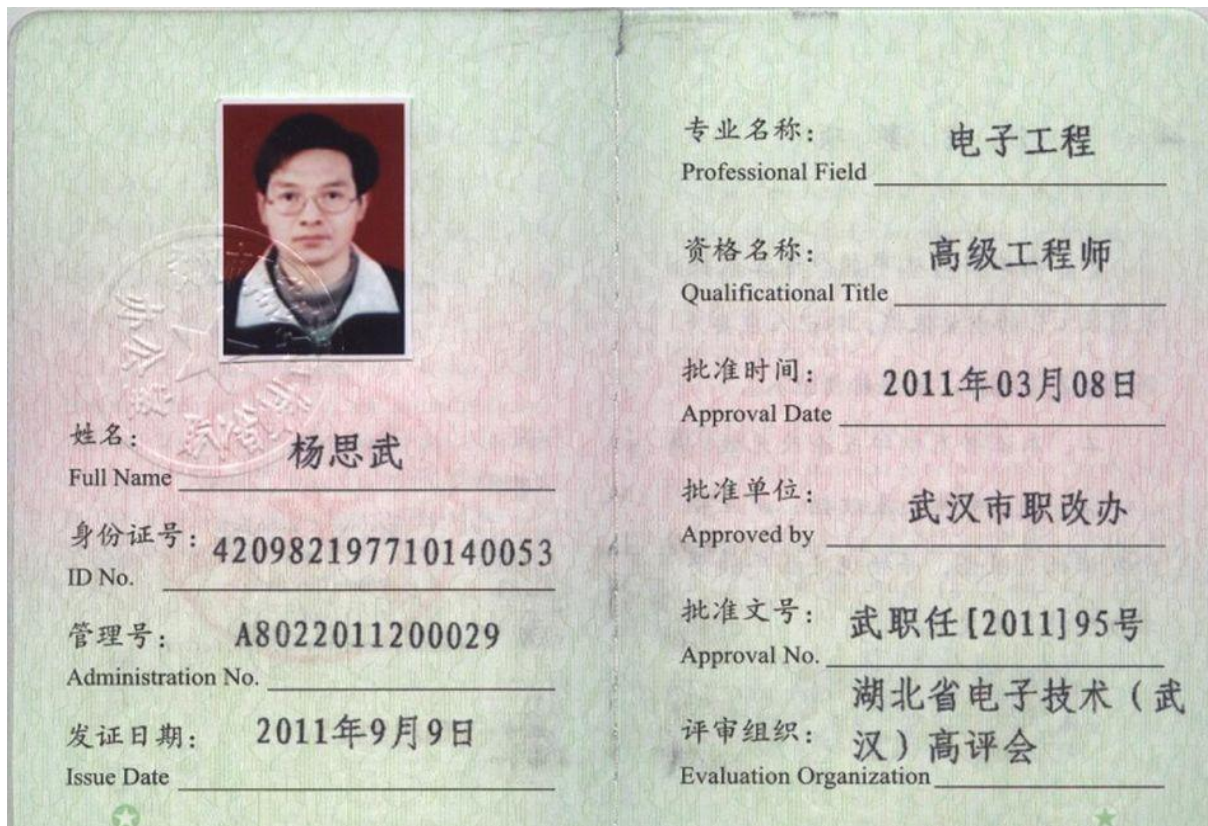 姓名： 杨思武
Full Name
身份证号： 420982197710140053
ID No.
管理号： A8022011200029
Administration No.
发证日期： 2011年9月9日
Issue Date
专业名称： 电子工程
Professional Field
资格名称： 高级工程师
Qualificational Title
批准时间： 2011年03月08日
Approval Date
批准单位： 武汉市职改办
Approved by
批准文号： 武职任[2011]95号
Approval No.
湖北省电子技术（武
评审组织： 汉）高评会
Evaluation Organization
办公室